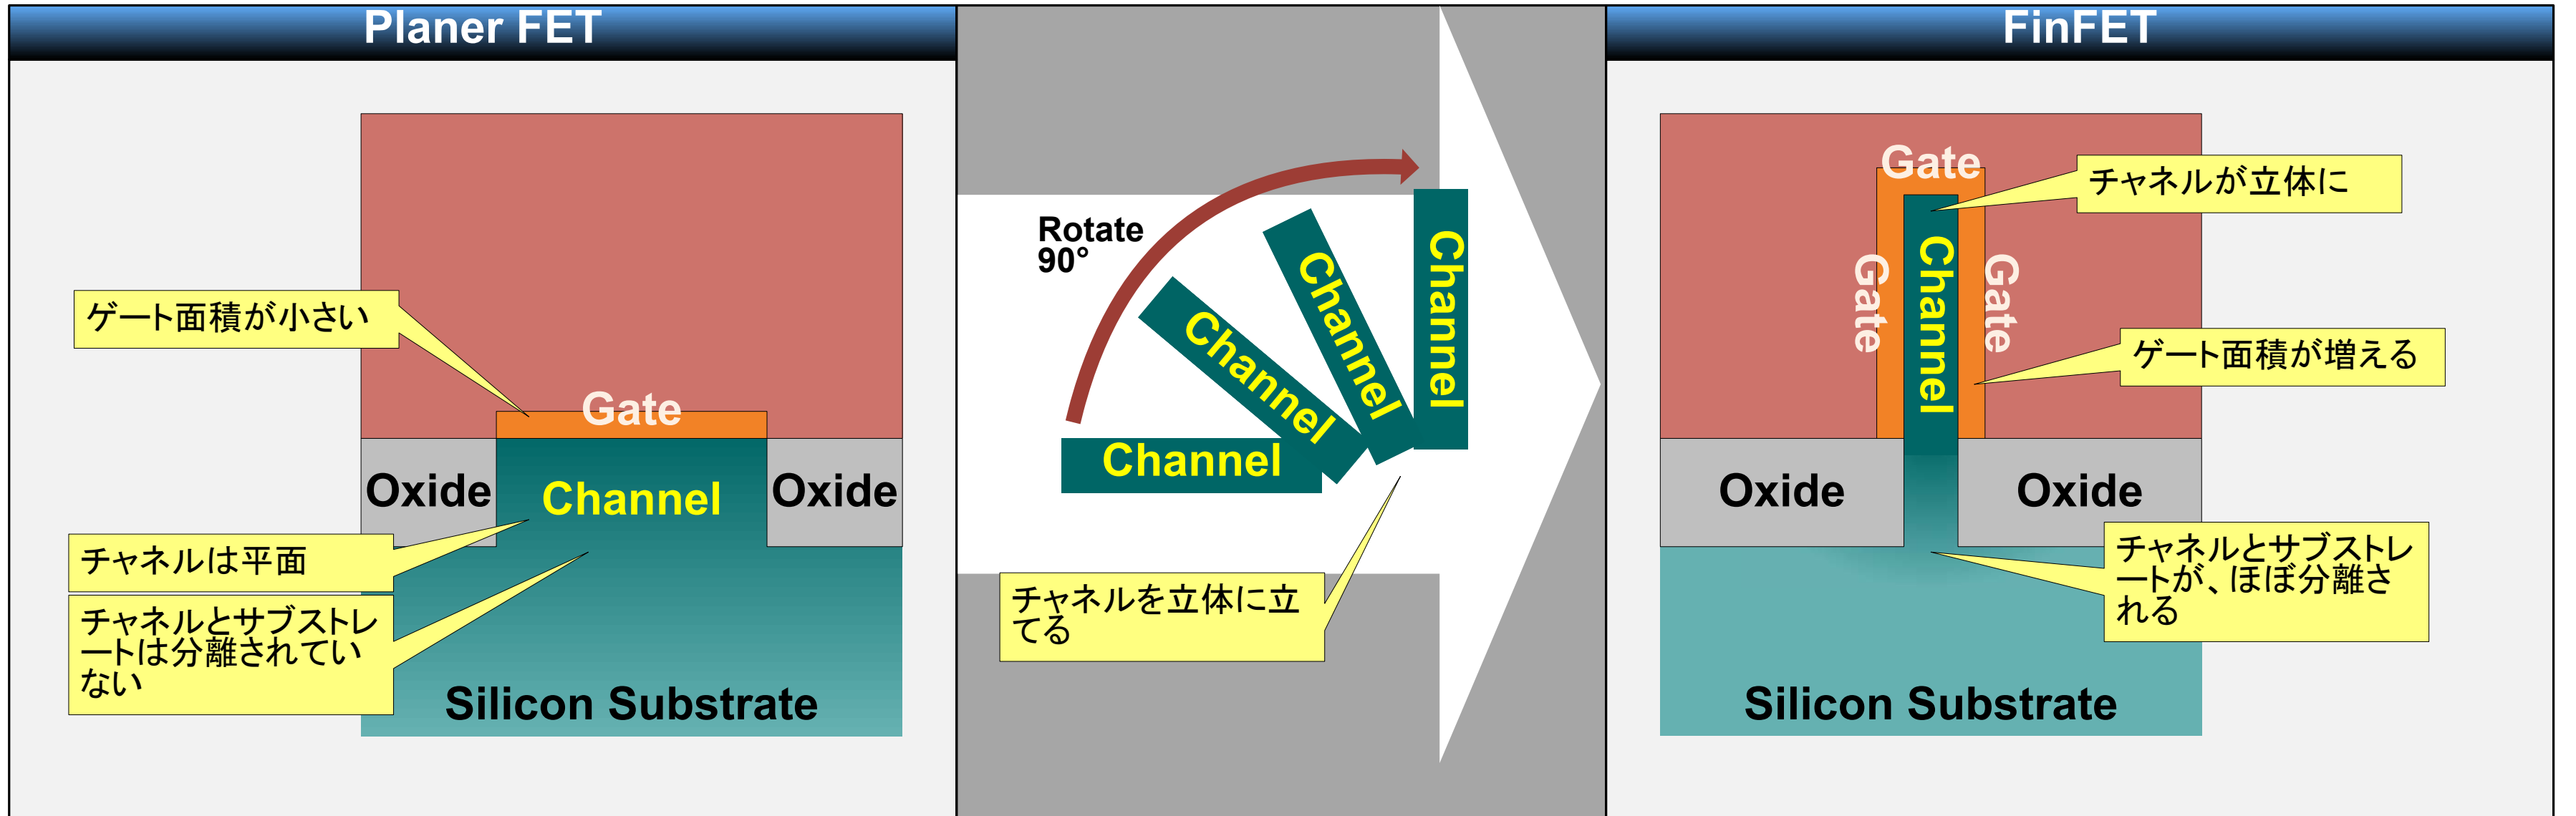 Planer FET
FinFET
ゲート面積が小さい
Gate
Oxide
Channel
Oxide
チャネルは平面
チャネルとサブストレ
ートは分離されてい
ない
Silicon Substrate
Rotate
90°
Channel
Channel
Channel
Channel
チャネルを立体に立
てる
Gate
Gate
Channel
Gate
チャネルが立体に
ゲート面積が増える
Oxide
Oxide
チャネルとサブストレ
ートが、ほぼ分離さ
れる
Silicon Substrate